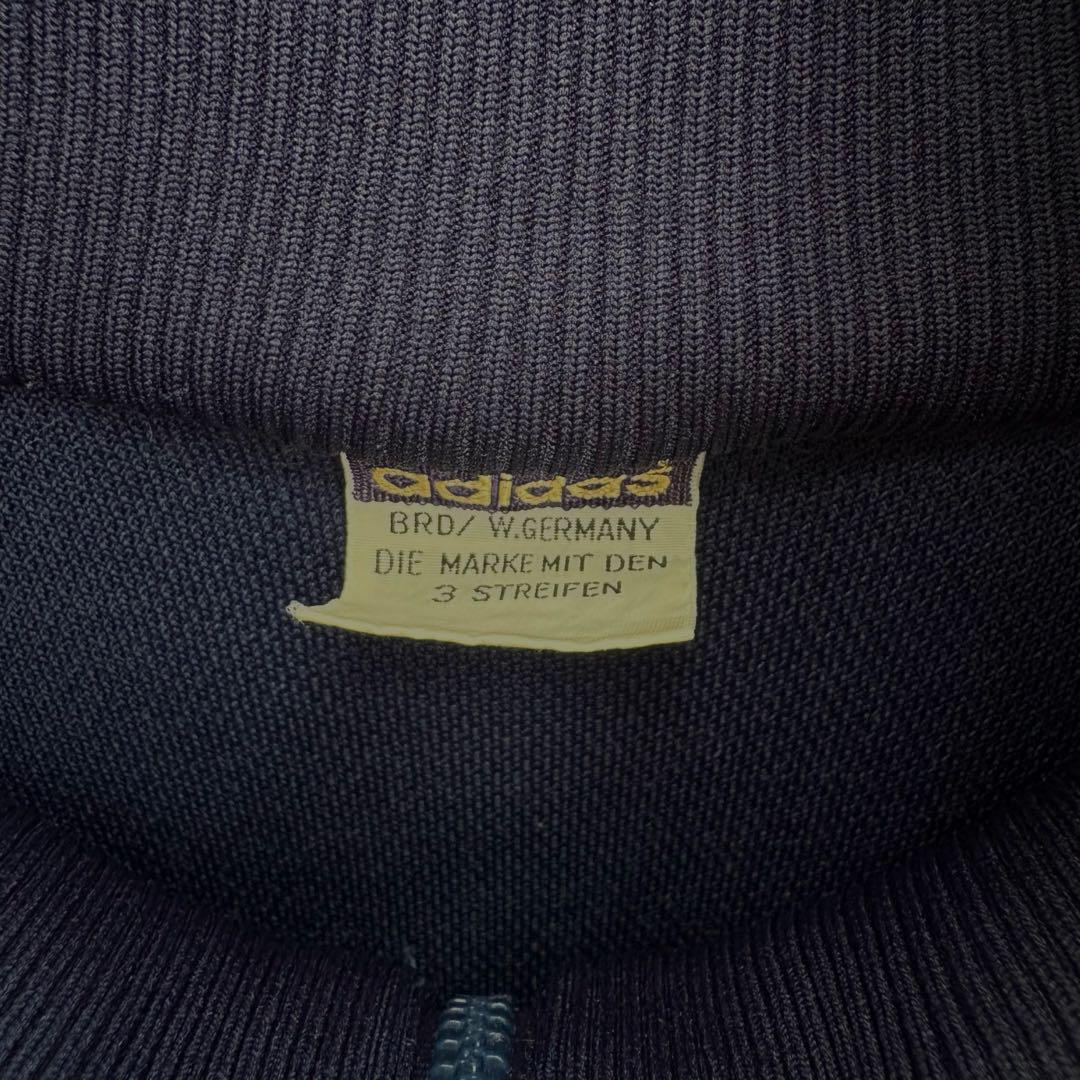 adidas
BRD/ W.GERMANY
DIE MARKE MIT DEN
3 STREIFEN